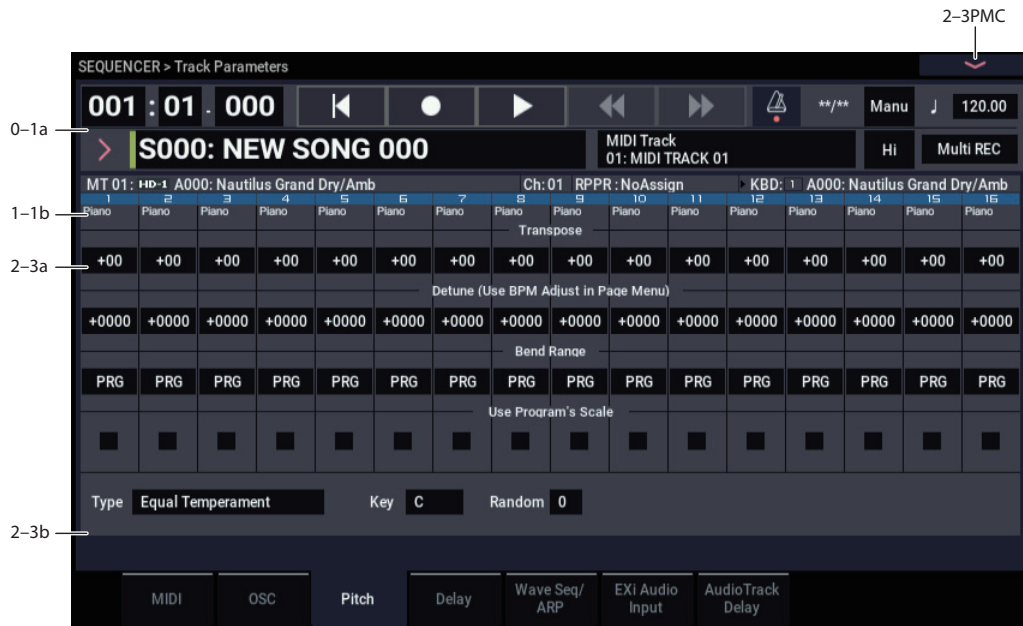 2–3PMC
SEQUENCER > Track Parameters
001 : 01 . 000 **/** Manu ♩ 120.00
0–1a
S000: NEW SONG 000 MIDI Track
01: MIDI TRACK 01 Hi Multi REC
MT 01: HD-1 A000: Nautilus Grand Dry/Amb Ch:01 RPPR : NoAssign KBD: 1 A000: Nautilus Grand Dry/Amb
1 2 3 4 5 6 7 8 9 10 11 12 13 14 15 16
1–1b
Piano Piano Piano Piano Piano Piano Piano Piano Piano Piano Piano Piano Piano Piano Piano Piano
Transpose
2–3a
+00 +00 +00 +00 +00 +00 +00 +00 +00 +00 +00 +00 +00 +00 +00 +00
Detune (Use BPM Adjust in Page Menu)
+0000 +0000 +0000 +0000 +0000 +0000 +0000 +0000 +0000 +0000 +0000 +0000 +0000 +0000 +0000 +0000
Bend Range
PRG PRG PRG PRG PRG PRG PRG PRG PRG PRG PRG PRG PRG PRG PRG PRG
Use Program's Scale
Type Equal Temperament Key C Random 0
2–3b
MIDI OSC Pitch Delay Wave Seq/
ARP EXi Audio
Input AudioTrack
Delay